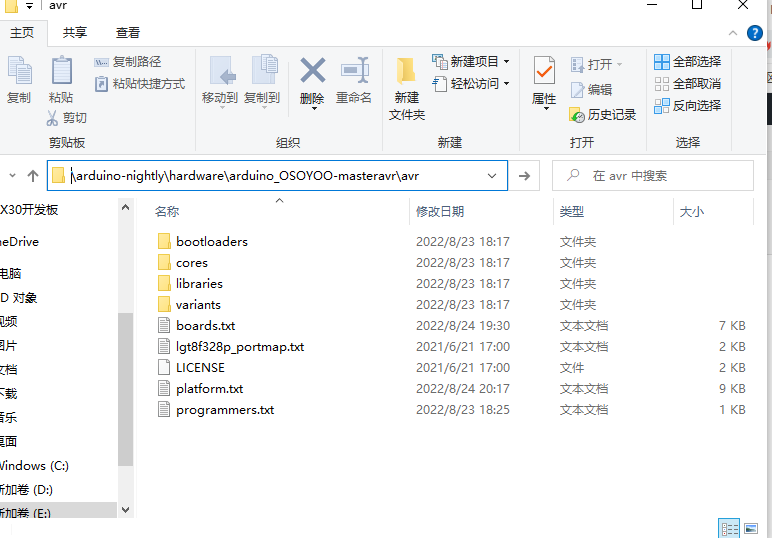 avr
主页 共享 查看
复制 粘贴 复制路径 粘贴快捷方式 剪切
移动到 复制到 删除 重命名
新建文件夹 新建项目 轻松访问
属性 打开 编辑 历史记录
全部选择 全部取消 反向选择
剪贴板 组织 新建 打开 选择
\arduino-nightly\hardware\arduino_OSOYOO-masteravr\avr
在 avr 中搜索
名称 修改日期 类型 大小
X30开发板
neDrive
电脑
D 对象
视频
图片
文档
下载
音乐
桌面
Windows (C:)
新加卷 (D:)
新加卷 (E:)
bootloaders 2022/8/23 18:17 文件夹
cores 2022/8/23 18:17 文件夹
libraries 2022/8/23 18:17 文件夹
variants 2022/8/23 18:17 文件夹
boards.txt 2022/8/24 19:30 文本文档 7 KB
lgt8f328p_portmap.txt 2021/6/21 17:00 文本文档 2 KB
LICENSE 2021/6/21 17:00 文件 2 KB
platform.txt 2022/8/24 20:17 文本文档 9 KB
programmers.txt 2022/8/23 18:25 文本文档 1 KB